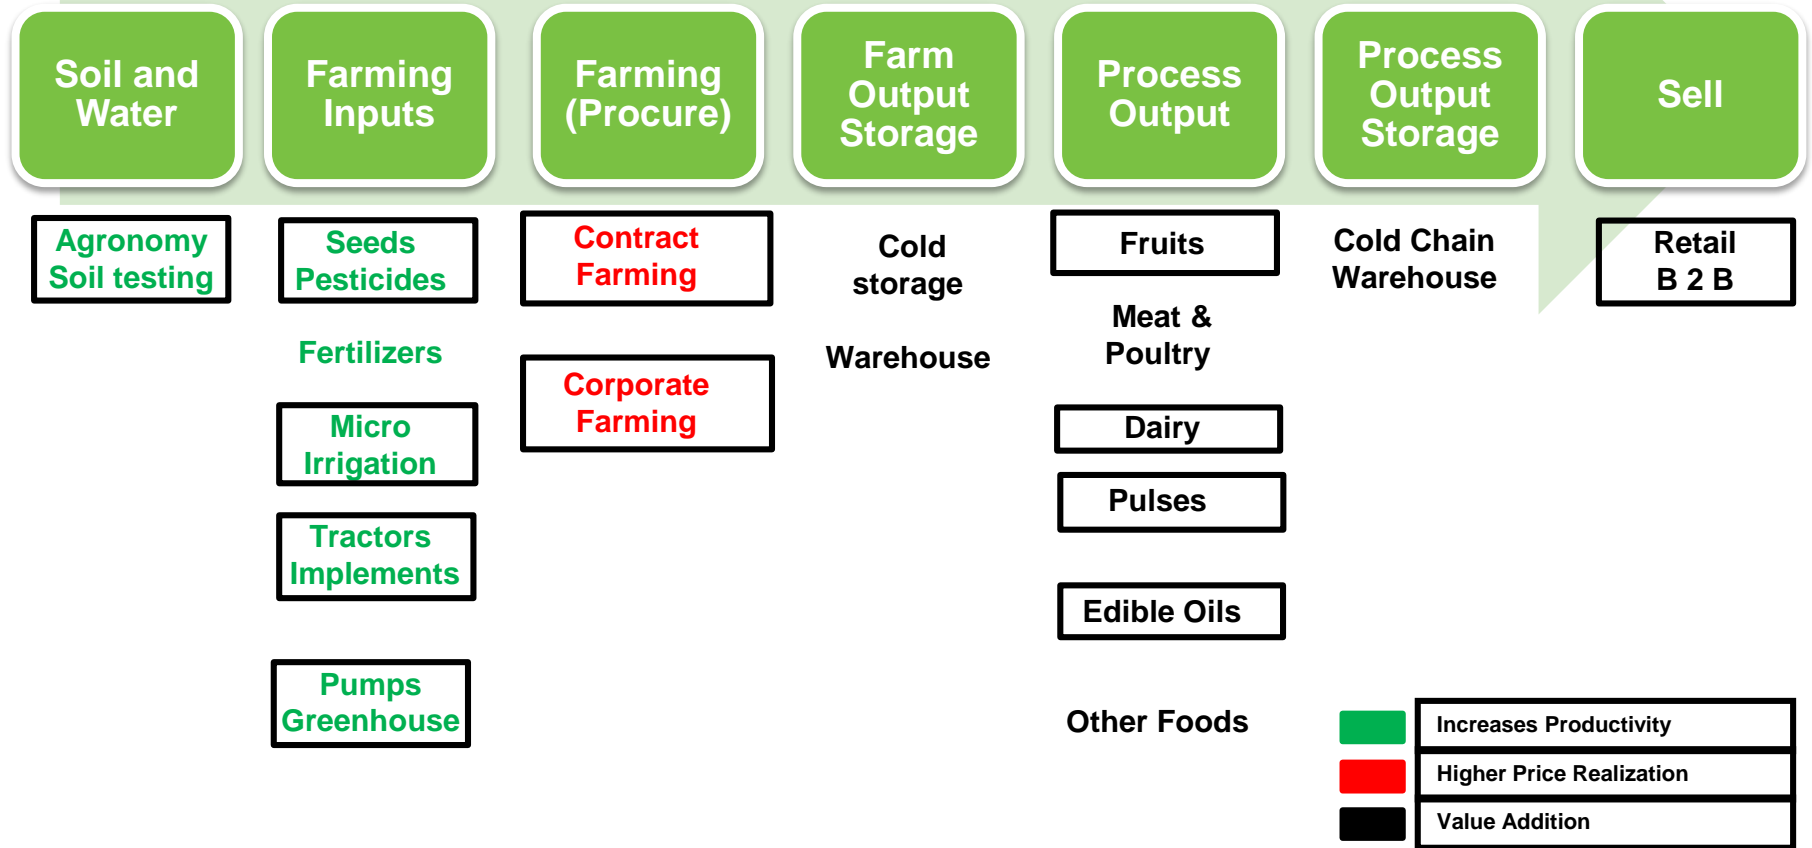 Soil and
Water
Farming
Inputs
Farming
(Procure)
Farm
Output
Storage
Process
Output
Process
Output
Storage
Sell
Agronomy
Soil testing
Seeds
Pesticides
Fertilizers
Micro
Irrigation
Tractors
Implements
Pumps
Greenhouse
Contract
Farming
Corporate
Farming
Cold
storage
Warehouse
Fruits
Meat &
Poultry
Dairy
Pulses
Edible Oils
Other Foods
Cold Chain
Warehouse
Retail
B 2 B
Increases Productivity
Higher Price Realization
Value Addition